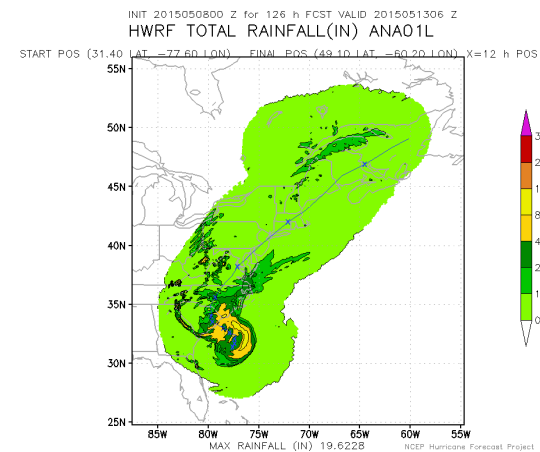 INIT 2015050800 Z for 126 h FCST VALID 2015051306 Z
HWRF TOTAL RAINFALL(IN) ANA01L
START POS (31.40 LAT, −77.60 LON) FINAL POS (49.10 LAT, −60.20 LON) X=12 h POS
55N
50N
45N
40N
35N
30N
25N
85W 80W 75W 70W 65W 60W 55W
3
2
1
8
4
2
1
0
MAX RAINFALL (IN) 19.6228
NCEP Hurricane Forecast Project